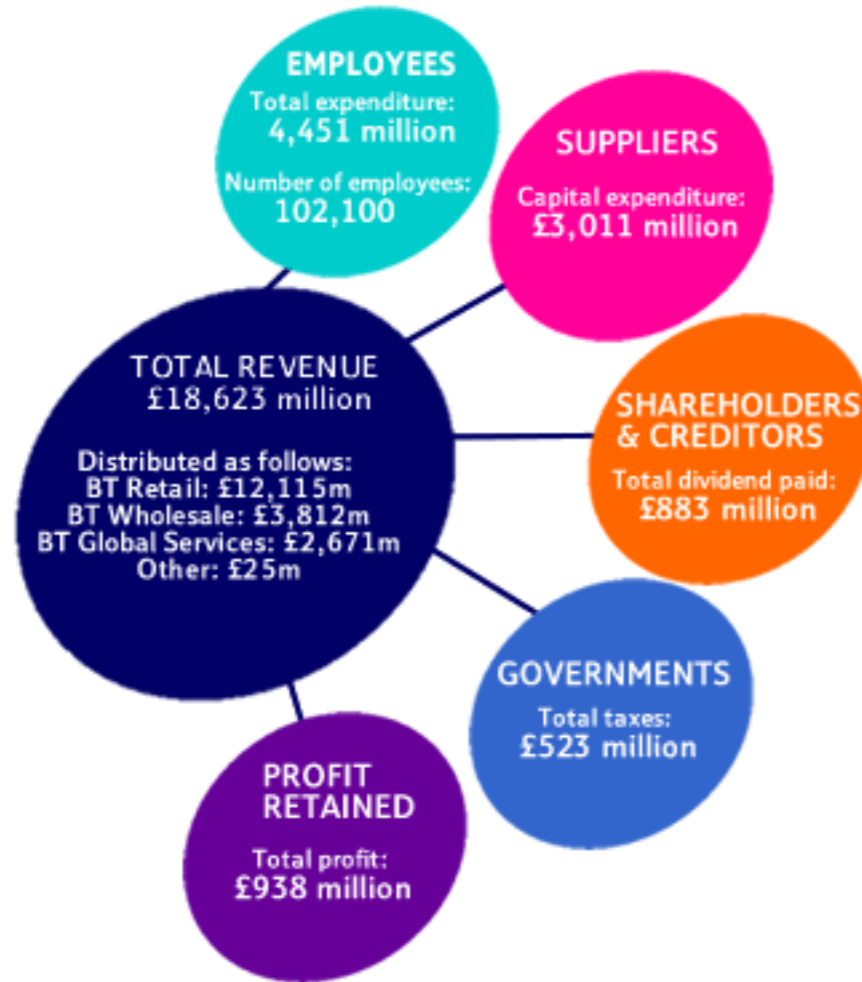 EMPLOYEES
Total expenditure:
4,451 million
Number of employees:
102,100
SUPPLIERS
Capital expenditure:
£3,011 million
TOTAL REVENUE
£18,623 million
Distributed as follows:
BT Retail: £12,115m
BT Wholesale: £3,812m
BT Global Services: £2,671m
Other: £25m
SHAREHOLDERS
& CREDITORS
Total dividend paid:
£883 million
GOVERNMENTS
Total taxes:
£523 million
PROFIT
RETAINED
Total profit:
£938 million